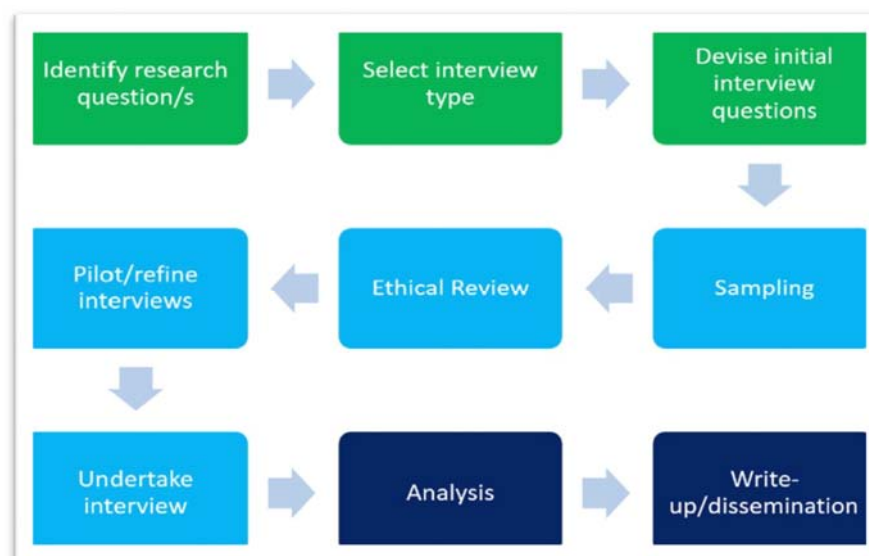 Identify research
question/s
Select interview
type
Devise initial
interview
questions
Sampling
Ethical Review
Pilot/refine
interviews
Undertake
interview
Analysis
Write-
up/dissemination